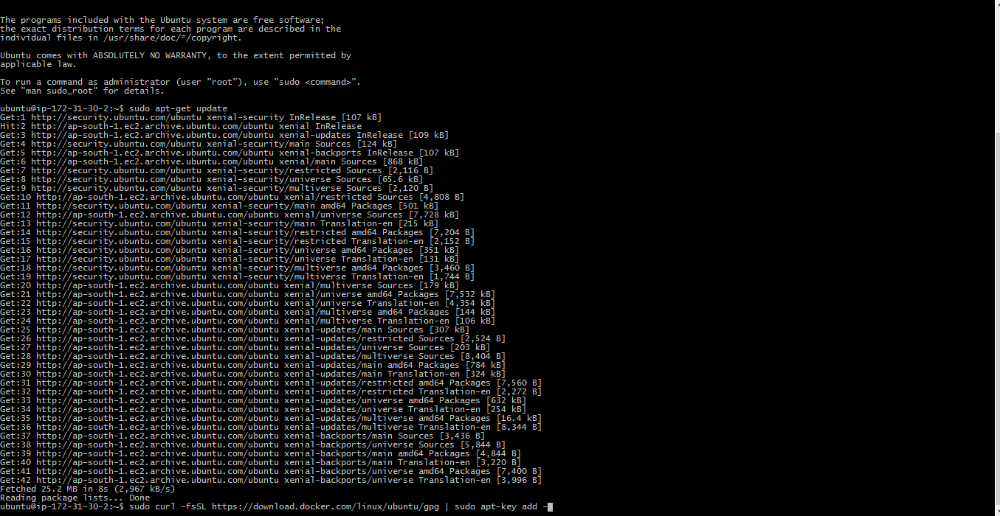 The programs included with the Ubuntu system are free software;
the exact distribution terms for each program are described in the
individual files in /usr/share/doc/*/copyright.
Ubuntu comes with ABSOLUTELY NO WARRANTY, to the extent permitted by
applicable law.
To run a command as administrator (user "root"), use "sudo <command>".
See "man sudo_root" for details.
ubuntu@ip-172-31-30-2:~$ sudo apt-get update
Get:1 http://security.ubuntu.com/ubuntu xenial-security InRelease [107 kB]
Hit:2 http://ap-south-1.ec2.archive.ubuntu.com/ubuntu xenial InRelease
Get:3 http://ap-south-1.ec2.archive.ubuntu.com/ubuntu xenial-updates InRelease [109 kB]
Get:4 http://security.ubuntu.com/ubuntu xenial-security/main Sources [124 kB]
Get:5 http://ap-south-1.ec2.archive.ubuntu.com/ubuntu xenial-backports InRelease [107 kB]
Get:6 http://ap-south-1.ec2.archive.ubuntu.com/ubuntu xenial/main Sources [868 kB]
Get:7 http://security.ubuntu.com/ubuntu xenial-security/restricted Sources [2,116 B]
Get:8 http://security.ubuntu.com/ubuntu xenial-security/universe Sources [65.6 kB]
Get:9 http://security.ubuntu.com/ubuntu xenial-security/multiverse Sources [2,120 B]
Get:10 http://ap-south-1.ec2.archive.ubuntu.com/ubuntu xenial/restricted Sources [4,808 B]
Get:11 http://security.ubuntu.com/ubuntu xenial-security/main amd64 Packages [501 kB]
Get:12 http://ap-south-1.ec2.archive.ubuntu.com/ubuntu xenial/universe Sources [7,728 kB]
Get:13 http://security.ubuntu.com/ubuntu xenial-security/main Translation-en [215 kB]
Get:14 http://security.ubuntu.com/ubuntu xenial-security/restricted amd64 Packages [7,204 B]
Get:15 http://security.ubuntu.com/ubuntu xenial-security/restricted Translation-en [2,152 B]
Get:16 http://security.ubuntu.com/ubuntu xenial-security/universe amd64 Packages [351 kB]
Get:17 http://security.ubuntu.com/ubuntu xenial-security/universe Translation-en [131 kB]
Get:18 http://security.ubuntu.com/ubuntu xenial-security/multiverse amd64 Packages [3,460 B]
Get:19 http://security.ubuntu.com/ubuntu xenial-security/multiverse Translation-en [1,744 B]
Get:20 http://ap-south-1.ec2.archive.ubuntu.com/ubuntu xenial/multiverse Sources [179 kB]
Get:21 http://ap-south-1.ec2.archive.ubuntu.com/ubuntu xenial/universe amd64 Packages [7,532 kB]
Get:22 http://ap-south-1.ec2.archive.ubuntu.com/ubuntu xenial/universe Translation-en [4,354 kB]
Get:23 http://ap-south-1.ec2.archive.ubuntu.com/ubuntu xenial/multiverse amd64 Packages [144 kB]
Get:24 http://ap-south-1.ec2.archive.ubuntu.com/ubuntu xenial/multiverse Translation-en [106 kB]
Get:25 http://ap-south-1.ec2.archive.ubuntu.com/ubuntu xenial-updates/main Sources [307 kB]
Get:26 http://ap-south-1.ec2.archive.ubuntu.com/ubuntu xenial-updates/restricted Sources [2,524 B]
Get:27 http://ap-south-1.ec2.archive.ubuntu.com/ubuntu xenial-updates/universe Sources [203 kB]
Get:28 http://ap-south-1.ec2.archive.ubuntu.com/ubuntu xenial-updates/multiverse Sources [8,404 B]
Get:29 http://ap-south-1.ec2.archive.ubuntu.com/ubuntu xenial-updates/main amd64 Packages [784 kB]
Get:30 http://ap-south-1.ec2.archive.ubuntu.com/ubuntu xenial-updates/main Translation-en [324 kB]
Get:31 http://ap-south-1.ec2.archive.ubuntu.com/ubuntu xenial-updates/restricted amd64 Packages [7,560 B]
Get:32 http://ap-south-1.ec2.archive.ubuntu.com/ubuntu xenial-updates/restricted Translation-en [2,272 B]
Get:33 http://ap-south-1.ec2.archive.ubuntu.com/ubuntu xenial-updates/universe amd64 Packages [632 kB]
Get:34 http://ap-south-1.ec2.archive.ubuntu.com/ubuntu xenial-updates/universe Translation-en [254 kB]
Get:35 http://ap-south-1.ec2.archive.ubuntu.com/ubuntu xenial-updates/multiverse amd64 Packages [16.4 kB]
Get:36 http://ap-south-1.ec2.archive.ubuntu.com/ubuntu xenial-updates/multiverse Translation-en [8,344 B]
Get:37 http://ap-south-1.ec2.archive.ubuntu.com/ubuntu xenial-backports/main Sources [3,436 B]
Get:38 http://ap-south-1.ec2.archive.ubuntu.com/ubuntu xenial-backports/universe Sources [5,844 B]
Get:39 http://ap-south-1.ec2.archive.ubuntu.com/ubuntu xenial-backports/main amd64 Packages [4,844 B]
Get:40 http://ap-south-1.ec2.archive.ubuntu.com/ubuntu xenial-backports/main Translation-en [3,220 B]
Get:41 http://ap-south-1.ec2.archive.ubuntu.com/ubuntu xenial-backports/universe amd64 Packages [7,400 B]
Get:42 http://ap-south-1.ec2.archive.ubuntu.com/ubuntu xenial-backports/universe Translation-en [3,996 B]
Fetched 25.2 MB in 8s (2,967 kB/s)
Reading package lists... Done
ubuntu@ip-172-31-30-2:~$ sudo curl -fsSL https://download.docker.com/linux/ubuntu/gpg | sudo apt-key add -